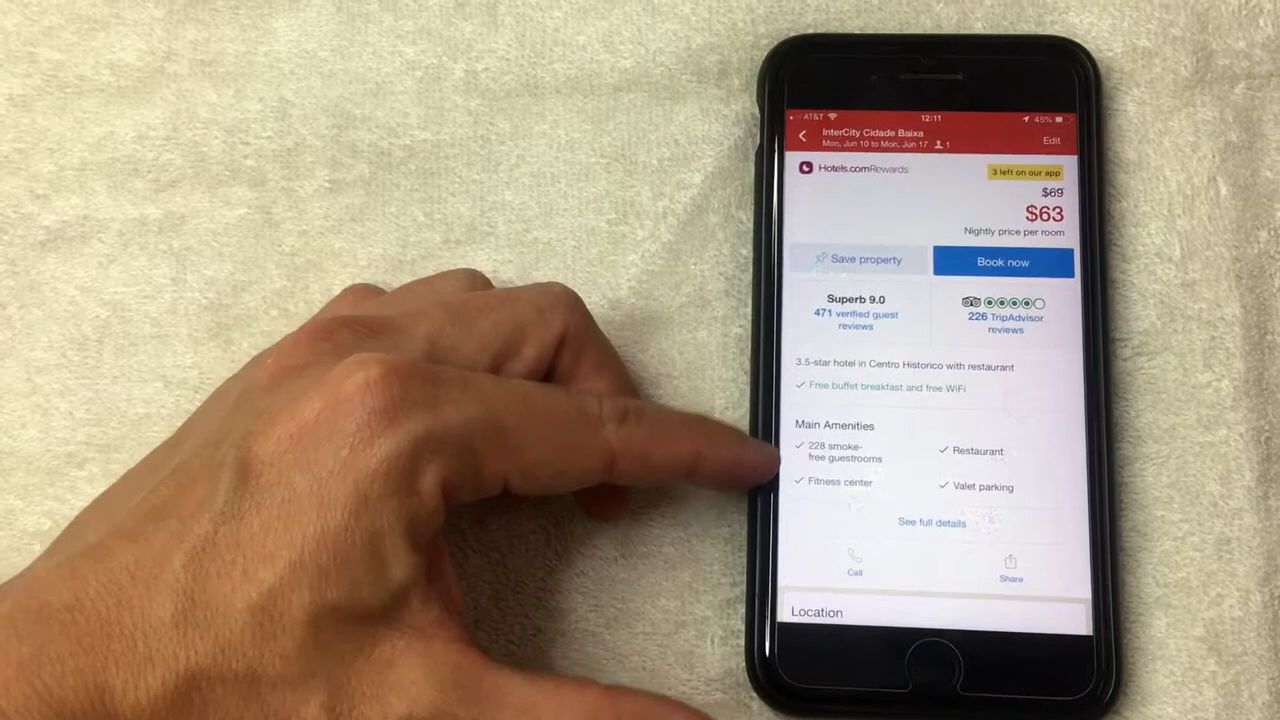 AT&T 12:11 45%
InterCity Cidade Baixa
Mon, Jun 10 to Mon, Jun 17 1
Edit
Hotels.comRewards
3 left on our app
$69
$63
Nightly price per room
Save property
Book now
Superb 9.0
471 verified guest
reviews
226 TripAdvisor
reviews
3.5-star hotel in Centro Historico with restaurant
Free buffet breakfast and free WiFi
Main Amenities
228 smoke-
free guestrooms
Restaurant
Fitness center
Valet parking
See full details
Call
Share
Location